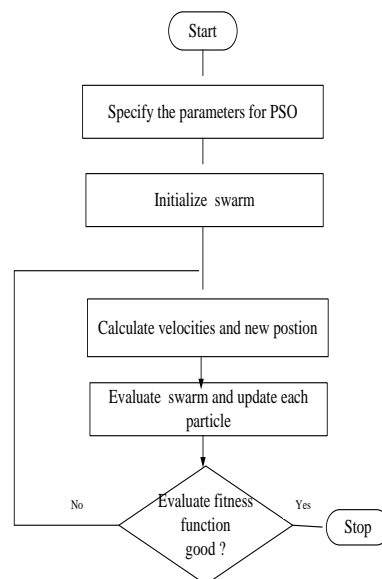 Start
Specify the parameters for PSO
Initialize swarm
Calculate velocities and new postion
Evaluate swarm and update each
particle
Evaluate fitness
function
good ?
No
Yes
Stop